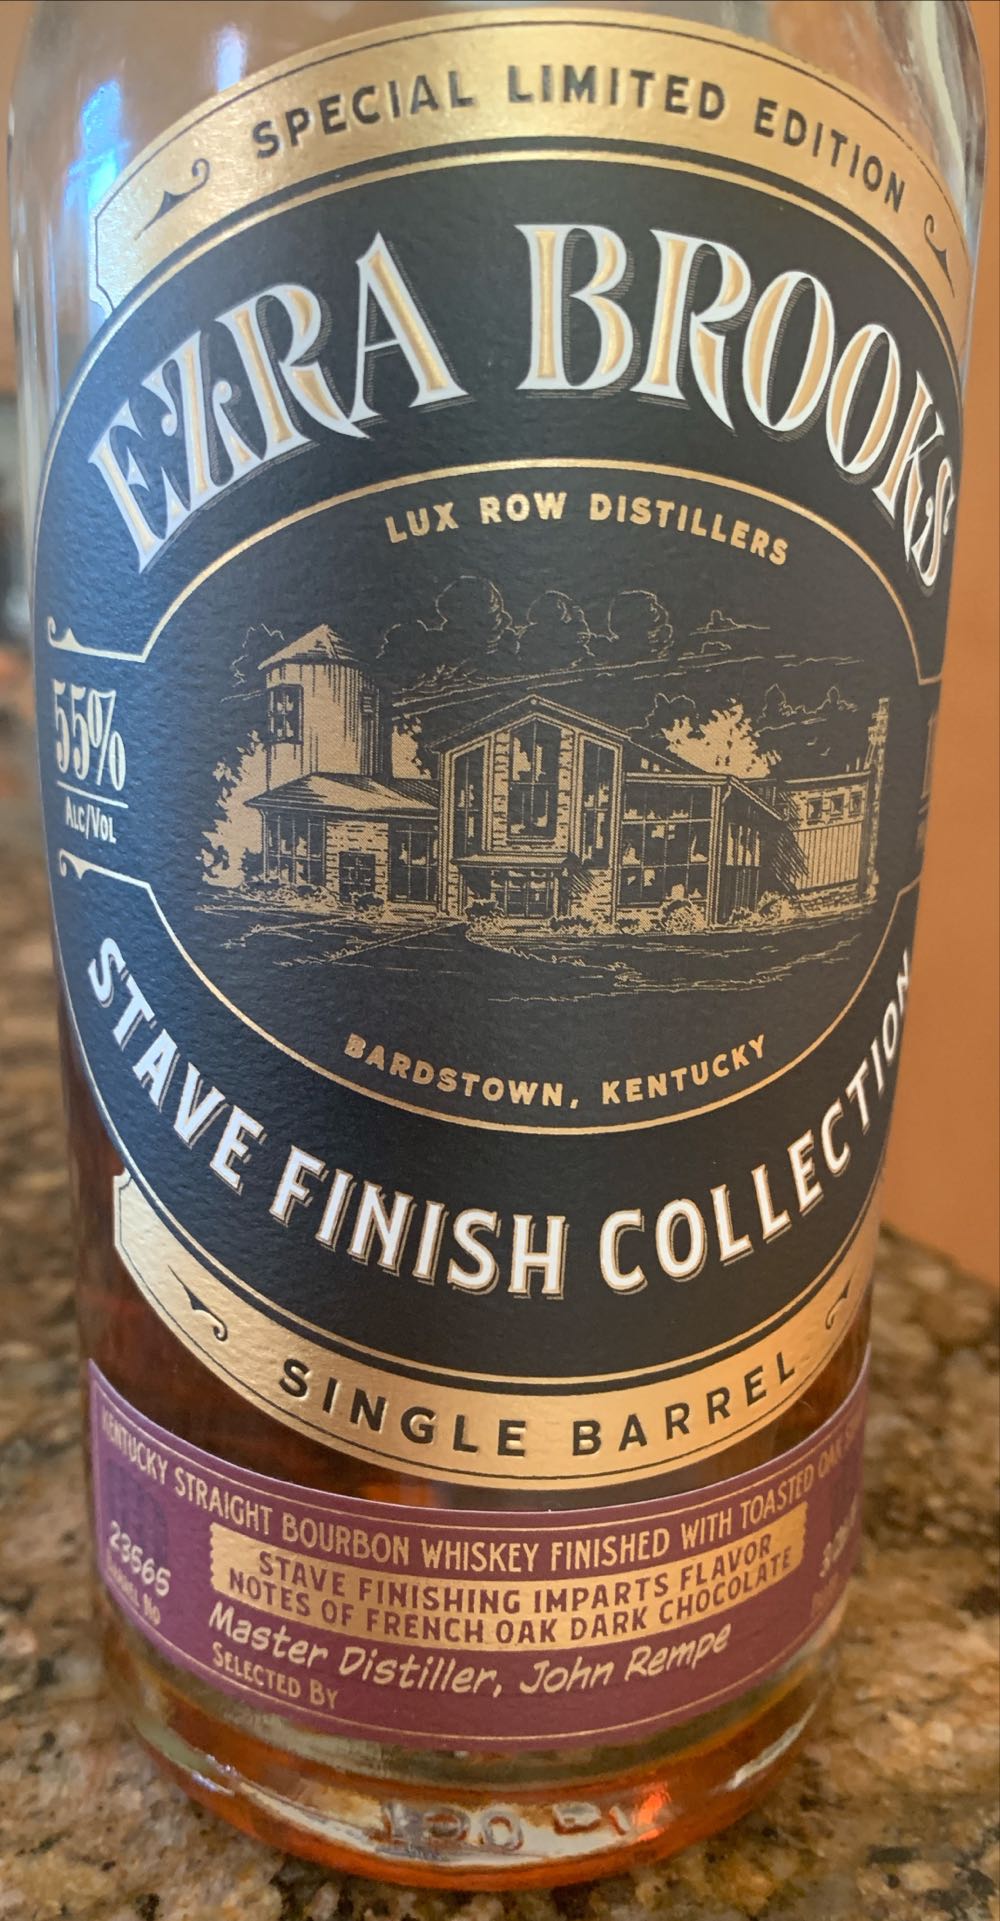 SPECIAL LIMITED EDITION
EZRA BROOKS
LUX ROW DISTILLERS
55%
ALC/VOL
BARDSTOWN, KENTUCKY
STAVE FINISH COLLECTION
SINGLE BARREL
KENTUCKY STRAIGHT BOURBON WHISKEY FINISHED WITH TOASTED OAK
STAVE FINISHING IMPARTS FLAVOR
NOTES OF FRENCH OAK DARK CHOCOLATE
23565
BARREL NO
Master Distiller, John Rempe
SELECTED BY